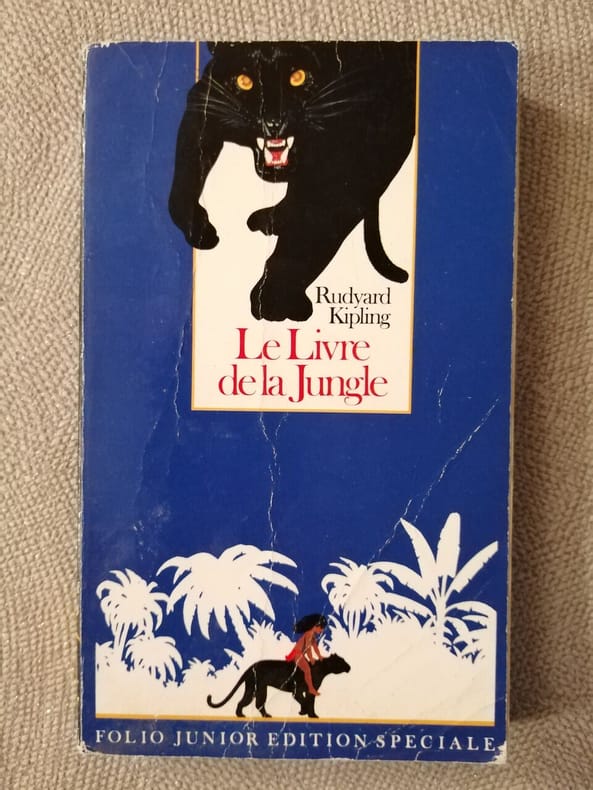 Rudyard
Kipling
Le Livre
de la Jungle
FOLIO JUNIOR EDITION SPECIALE